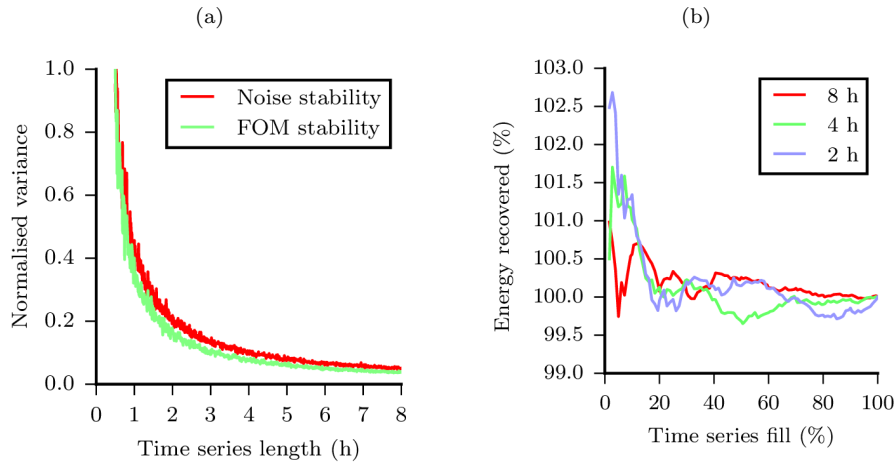 (a)
Normalised variance
1.0
0.8
0.6
0.4
0.2
0.0
Noise stability
FOM stability
0 1 2 3 4 5 6 7 8
Time series length (h)
(b)
Energy recovered (%)
103.0
102.5
102.0
101.5
101.0
100.5
100.0
99.5
99.0
8 h
4 h
2 h
0 20 40 60 80 100
Time series fill (%)